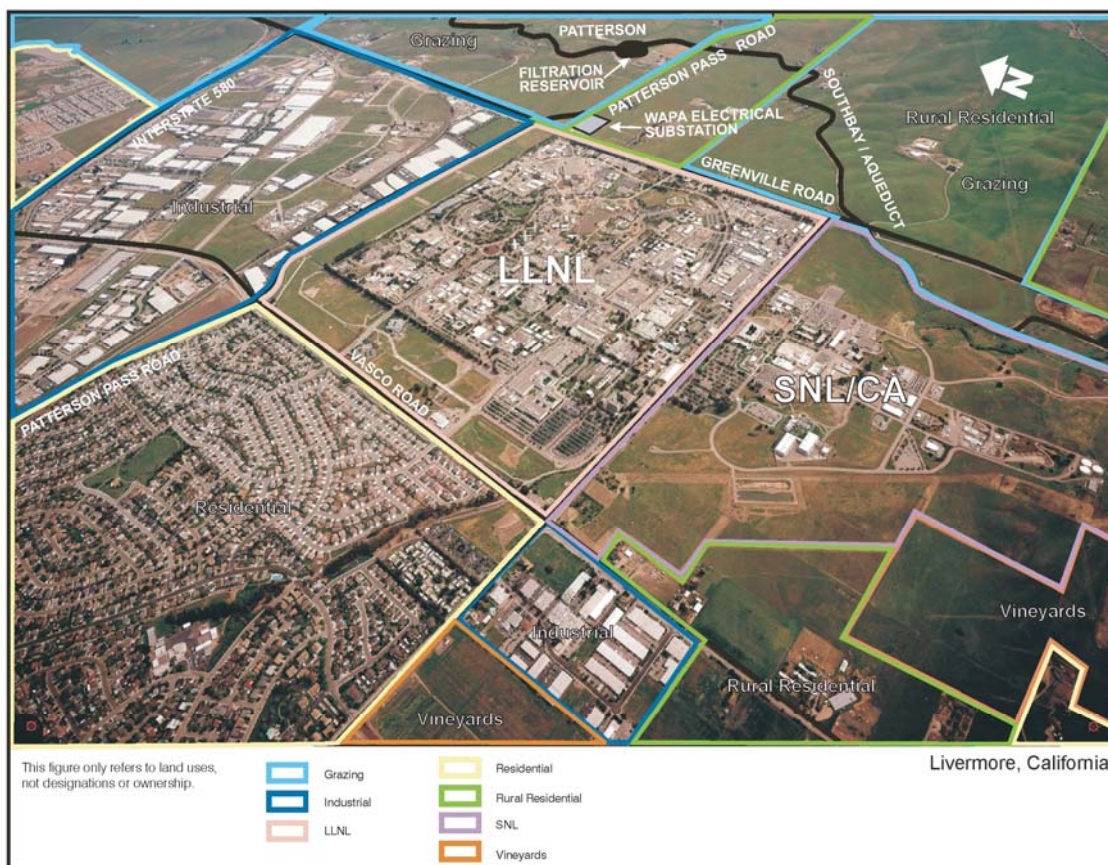 PATTERSON
Grazing
FILTRATION
RESERVOIR
PATTERSON PASS ROAD
N
INTERSTATE 580
WAPA ELECTRICAL
SUBSTATION
SOUTHBAY / AQUEDUCT
Rural Residential
GREENVILLE ROAD
Grazing
Industrial
LLNL
PATTERSON PASS ROAD
VASCO ROAD
SNL/CA
Residential
Industrial
Vineyards
Rural Residential
Vineyards
This figure only refers to land uses,
not designations or ownership.
Livermore, California
Grazing
Industrial
LLNL
Residential
Rural Residential
SNL
Vineyards